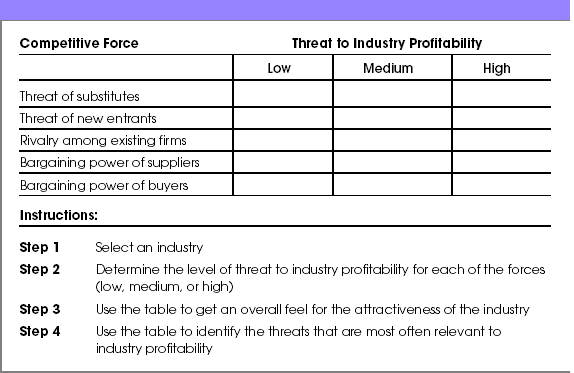 Competitive Force Threat to Industry Profitability
Low Medium High
Threat of substitutes
Threat of new entrants
Rivalry among existing firms
Bargaining power of suppliers
Bargaining power of buyers
Instructions:
Step 1 Select an industry
Step 2 Determine the level of threat to industry profitability for each of the forces
(low, medium, or high)
Step 3 Use the table to get an overall feel for the attractiveness of the industry
Step 4 Use the table to identify the threats that are most often relevant to
industry profitability